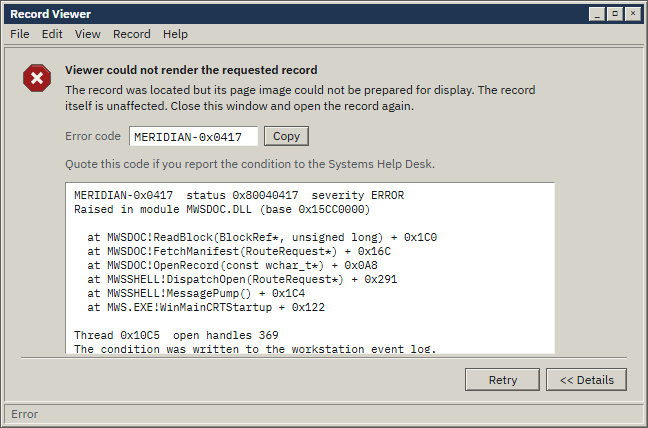 Record Viewer
File Edit View Record Help
Viewer could not render the requested record
The record was located but its page image could not be prepared for display. The record
itself is unaffected. Close this window and open the record again.
Error code MERIDIAN-0x0417 Copy
Quote this code if you report the condition to the Systems Help Desk.
MERIDIAN-0x0417 status 0x80040417 severity ERROR
Raised in module MWSDOC.DLL (base 0x15CC0000)
at MWSDOC!ReadBlock(BlockRef*, unsigned long) + 0x1C0
at MWSDOC!FetchManifest(RouteRequest*) + 0x16C
at MWSDOC!OpenRecord(const wchar_t*) + 0x0A8
at MWSSHELL!DispatchOpen(RouteRequest*) + 0x291
at MWSSHELL!MessagePump() + 0x1C4
at MWS.EXE!WinMainCRTStartup + 0x122
Thread 0x10C5 open handles 369
The condition was written to the workstation event log.
Retry << Details
Error